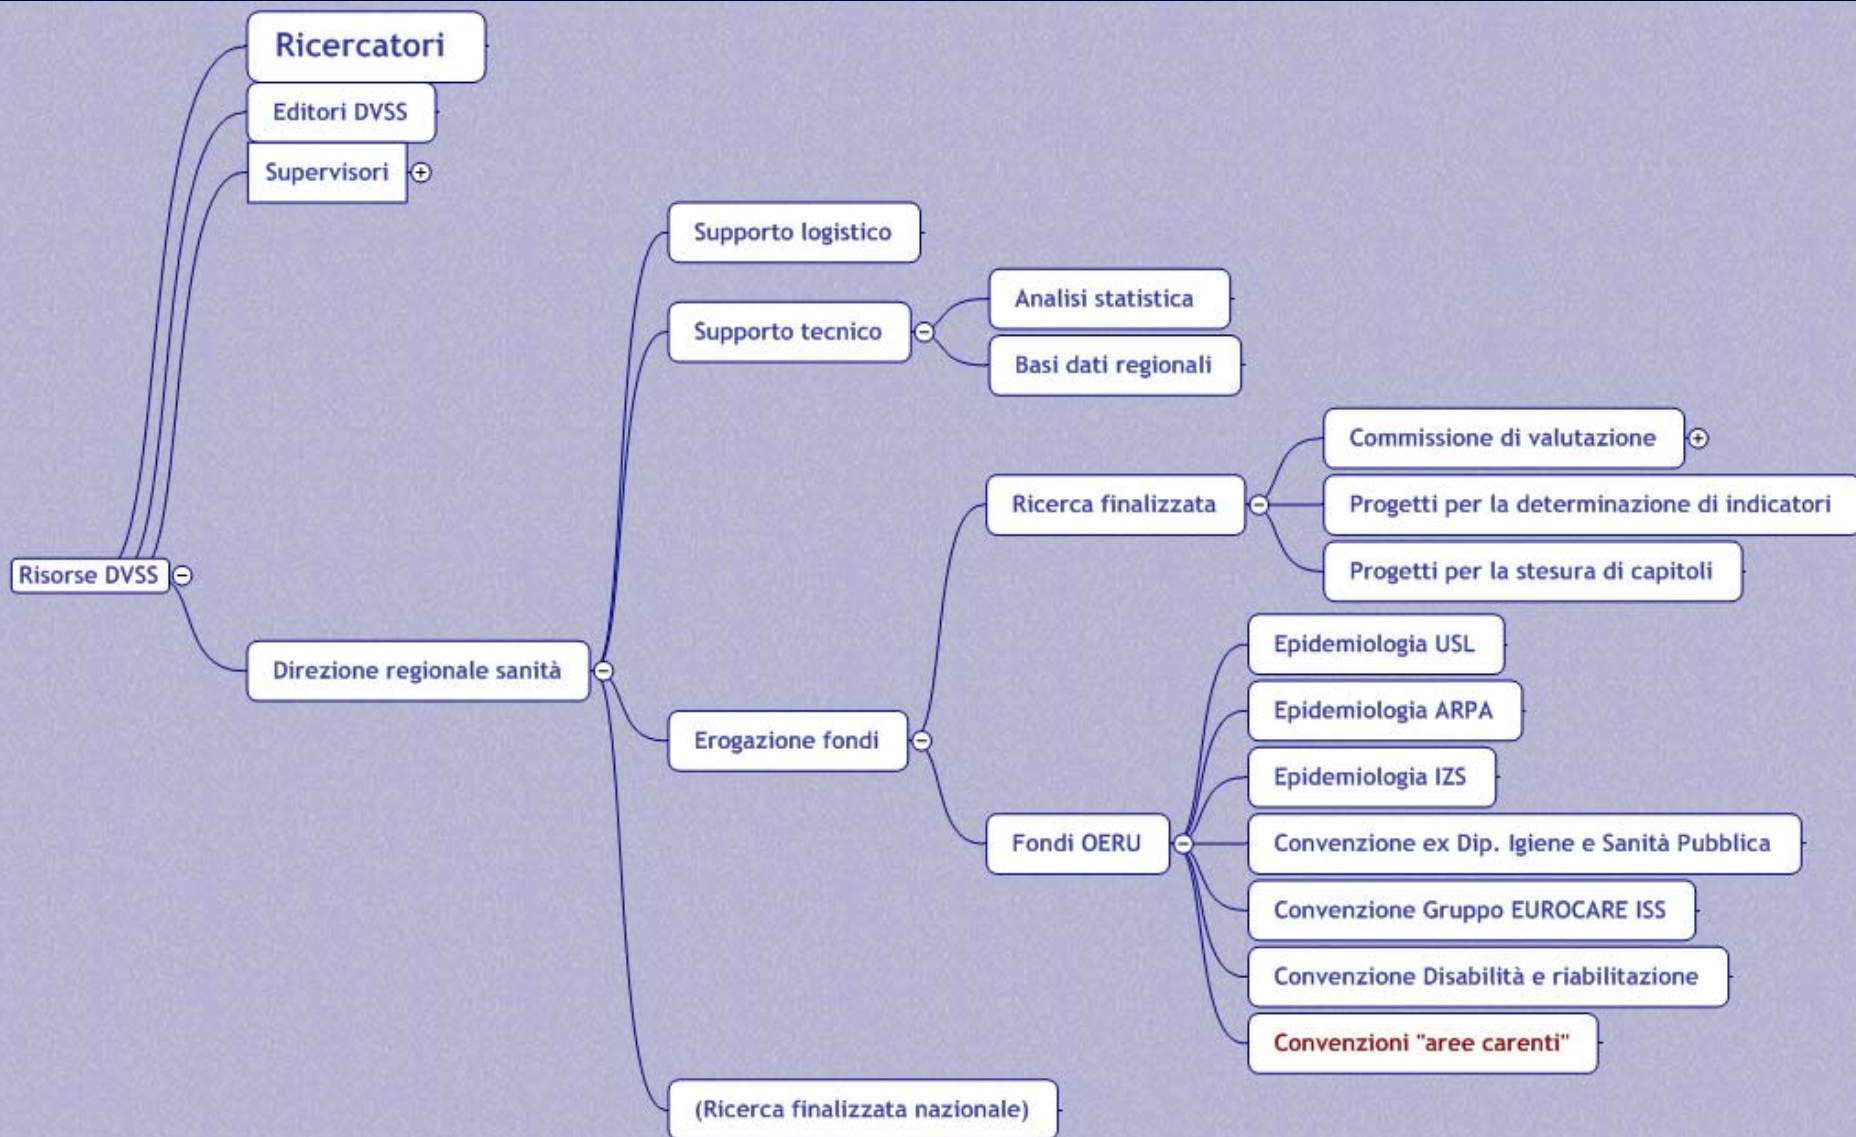 Ricercatori
Editori DVSS
Supervisori
Supporto logistico
Analisi statistica
Supporto tecnico
Basi dati regionali
Commissione di valutazione
Ricerca finalizzata
Progetti per la determinazione di indicatori
Progetti per la stesura di capitoli
Risorse DVSS
Direzione regionale sanità
Epidemiologia USL
Epidemiologia ARPA
Erogazione fondi
Epidemiologia IZS
Fondi OERU
Convenzione ex Dip. Igiene e Sanità Pubblica
Convenzione Gruppo EUROCARE ISS
Convenzione Disabilità e riabilitazione
Convenzioni "aree carenti"
(Ricerca finalizzata nazionale)